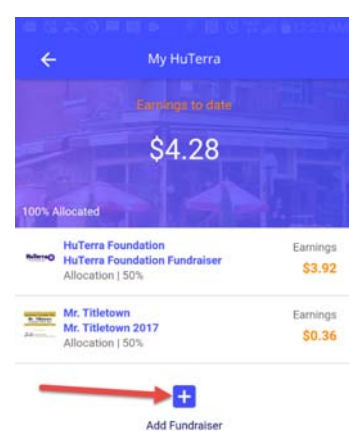 My HuTerra
Earnings to date
$4.28
100% Allocated
HuTerra Foundation
HuTerra Foundation Fundraiser
Allocation | 50%
Earnings
$3.92
Mr. Titletown
Mr. Titletown 2017
Allocation | 50%
Earnings
$0.36
Add Fundraiser